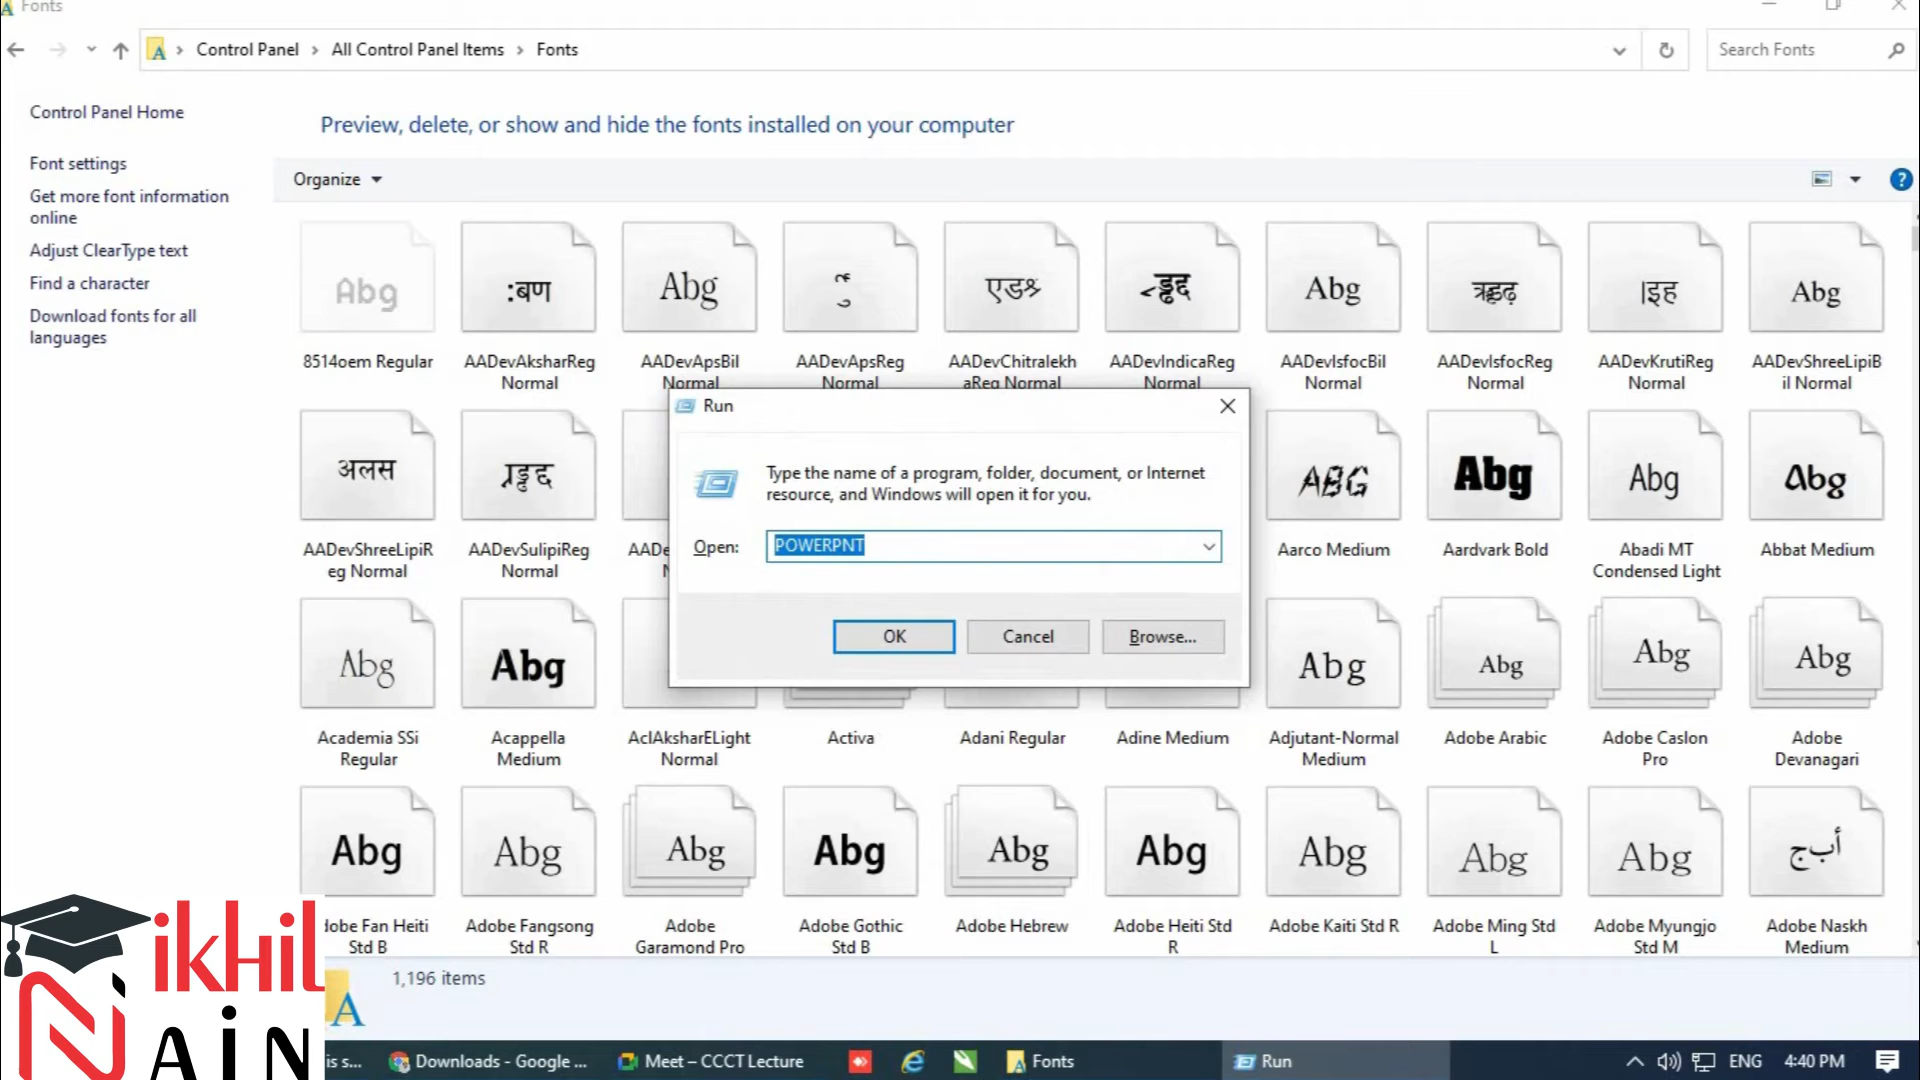 Fonts
Control Panel › All Control Panel Items › Fonts
Search Fonts
Control Panel Home
Font settings
Get more font information
online
Adjust ClearType text
Find a character
Download fonts for all
languages
Preview, delete, or show and hide the fonts installed on your computer
Organize
Abg
:बण
Abg
एडश्र
Abg
।इह
Abg
8514oem Regular
AADevAksharReg
Normal
AADevApsBil
Normal
AADevApsReg
Normal
AADevChitralekh
aReg Normal
AADevIndicaReg
Normal
AADevIsfocBil
Normal
AADevIsfocReg
Normal
AADevKrutiReg
Normal
AADevShreeLipiB
il Normal
अलस
ABG
Abg
Abg
Abg
AADevShreeLipiR
eg Normal
AADevSulipiReg
Normal
Aarco Medium
Aardvark Bold
Abadi MT
Condensed Light
Abbat Medium
Run
Type the name of a program, folder, document, or Internet
resource, and Windows will open it for you.
Open:
POWERPNT
OK
Cancel
Browse...
Abg
Abg
Abg
Abg
Abg
Abg
Academia SSi
Regular
Acappella
Medium
AclAksharELight
Normal
Activa
Adani Regular
Adine Medium
Adjutant-Normal
Medium
Adobe Arabic
Adobe Caslon
Pro
Adobe
Devanagari
Abg
Abg
Abg
Abg
Abg
Abg
Abg
Abg
Abg
أب‍ج
dobe Fan Heiti
Std B
Adobe Fangsong
Std R
Adobe
Garamond Pro
Adobe Gothic
Std B
Adobe Hebrew
Adobe Heiti Std
R
Adobe Kaiti Std R
Adobe Ming Std
L
Adobe Myungjo
Std M
Adobe Naskh
Medium
1,196 items
ikhil
AiN
is s...
Downloads - Google ...
Meet – CCCT Lecture
Fonts
Run
ENG
4:40 PM